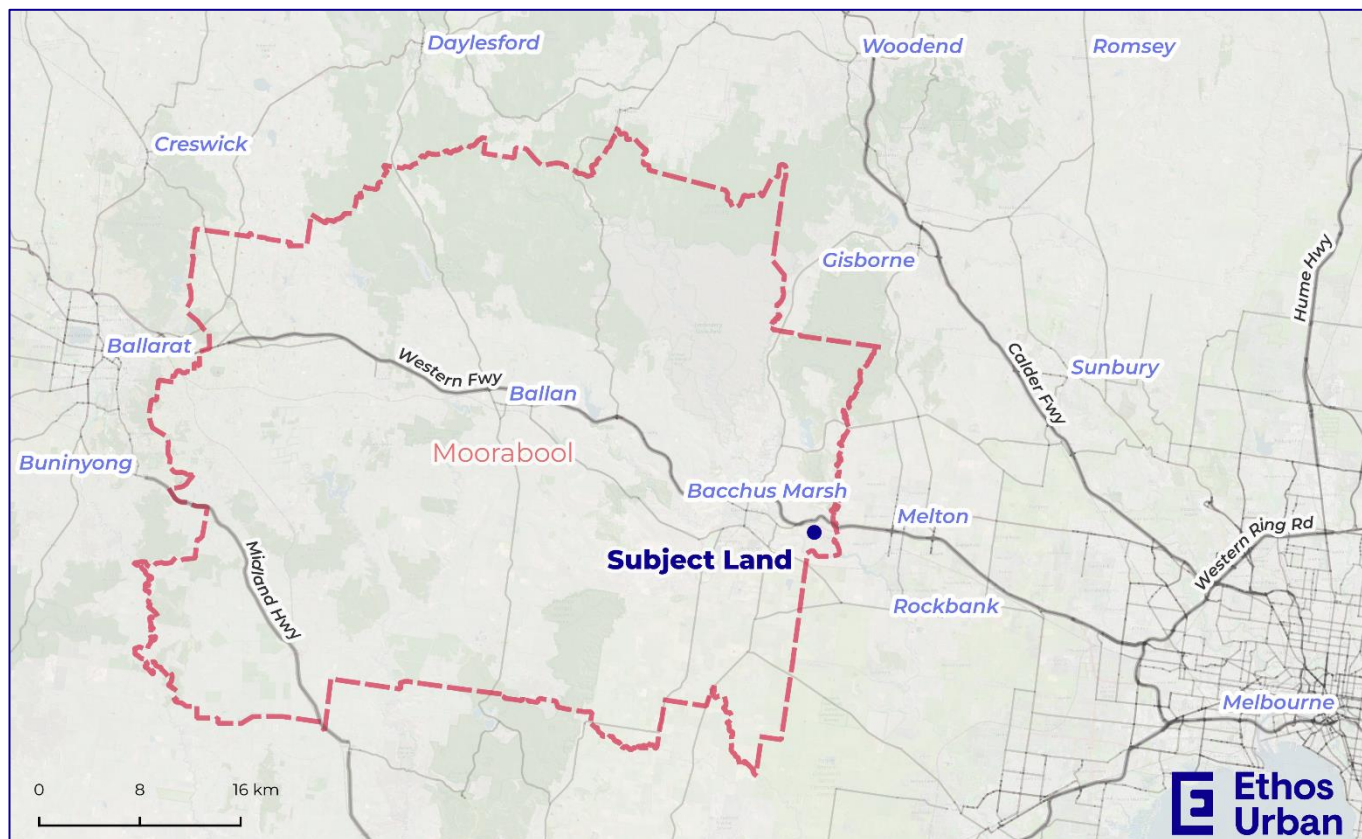 Daylesford
Woodend
Romsey
Creswick
Gisborne
Hume Hwy
Ballarat
Western Fwy
Calder Fwy
Sunbury
Ballan
Moorabool
Buninyong
Bacchus Marsh
Melton
Western Ring Rd
Subject Land
Midland Hwy
Rockbank
Melbourne
0 8 16 km
Ethos
Urban